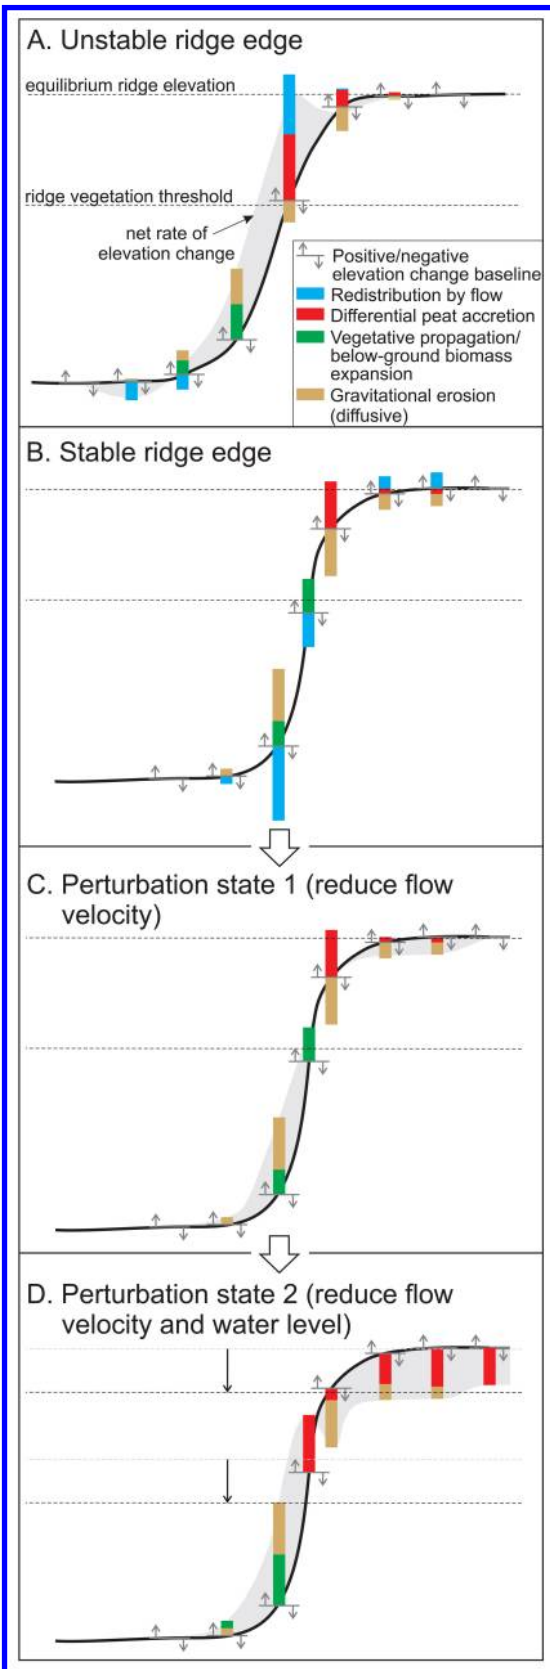 A. Unstable ridge edge
equilibrium ridge elevation
ridge vegetation threshold
net rate of
elevation change
Positive/negative
elevation change baseline
Redistribution by flow
Differential peat accretion
Vegetative propagation/
below-ground biomass
expansion
Gravitational erosion
(diffusive)
B. Stable ridge edge
C. Perturbation state 1 (reduce flow
velocity)
D. Perturbation state 2 (reduce flow
velocity and water level)